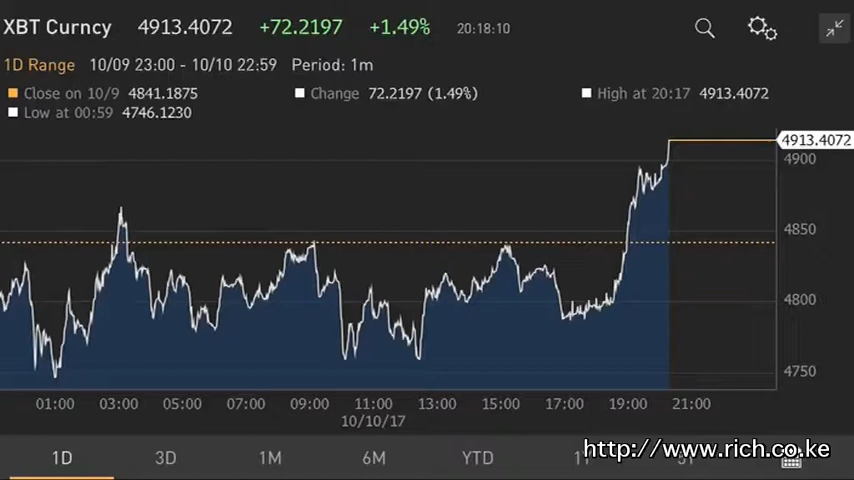 XBT Curncy 4913.4072 +72.2197 +1.49% 20:18:10
1D Range 10/09 23:00 - 10/10 22:59 Period: 1m
Close on 10/9 4841.1875 Change 72.2197 (1.49%) High at 20:17 4913.4072
Low at 00:59 4746.1230
4913.4072
4900
4850
4800
4750
01:00 03:00 05:00 07:00 09:00 11:00 13:00 15:00 17:00 19:00 21:00
10/10/17
1D 3D 1M 6M YTD
http://www.rich.co.ke